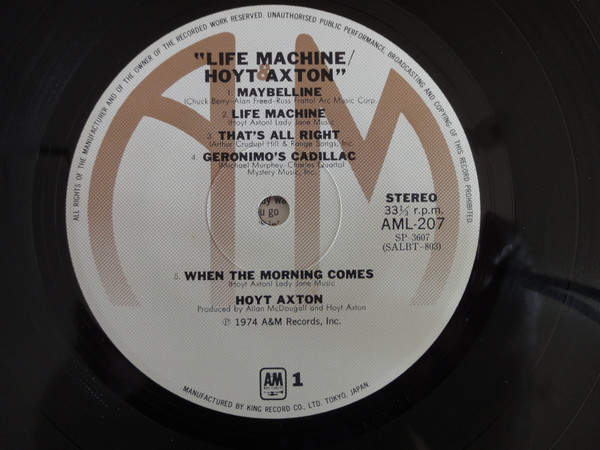 ALL RIGHTS OF THE MANUFACTURER AND OF THE OWNER OF THE RECORDED WORK RESERVED. UNAUTHORISED PUBLIC PERFORMANCE, BROADCASTING AND COPYING OF THIS RECORD PROHIBITED.
"LIFE MACHINE/
HOYT AXTON"
1. MAYBELLINE
(Chuck Berry-Alan Freed-Russ Frattol Arc Music Corp.
2. LIFE MACHINE
(Hoyt Axton) Lady Jane Music
3. THAT'S ALL RIGHT
(Arthur Crudup) Hill & Range Songs, Inc.
4. GERONIMO'S CADILLAC
(Michael Murphey-Charles Quartal
Mystery Music, Inc.
STEREO
33⅓ r.p.m.
AML-207
SP-3607
(SALBT-803)
u go
5. WHEN THE MORNING COMES
(Hoyt Axton) Lady Jane Music
HOYT AXTON
Produced by Allan McDougall and Hoyt Axton
℗ 1974 A&M Records, Inc.
A&M
RECORDS
1
MANUFACTURED BY KING RECORD CO., LTD. TOKYO, JAPAN.